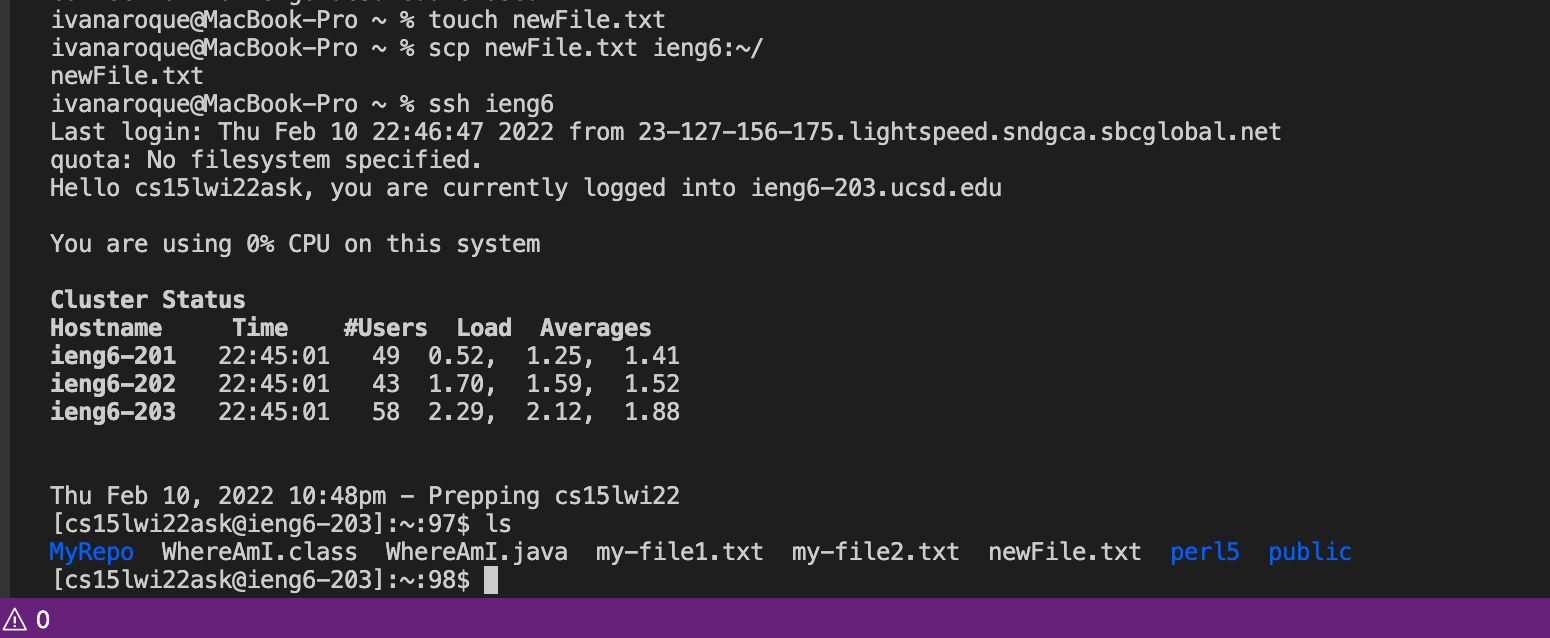 ivanaroque@MacBook-Pro ~ % touch newFile.txt
ivanaroque@MacBook-Pro ~ % scp newFile.txt ieng6:~/
newFile.txt
ivanaroque@MacBook-Pro ~ % ssh ieng6
Last login: Thu Feb 10 22:46:47 2022 from 23-127-156-175.lightspeed.sndgca.sbcglobal.net
quota: No filesystem specified.
Hello cs15lwi22ask, you are currently logged into ieng6-203.ucsd.edu
You are using 0% CPU on this system
Cluster Status
Hostname     Time    #Users  Load  Averages
ieng6-201   22:45:01   49  0.52,  1.25,  1.41
ieng6-202   22:45:01   43  1.70,  1.59,  1.52
ieng6-203   22:45:01   58  2.29,  2.12,  1.88
Thu Feb 10, 2022 10:48pm - Prepping cs15lwi22
[cs15lwi22ask@ieng6-203]:~:97$ ls
MyRepo  WhereAmI.class  WhereAmI.java  my-file1.txt  my-file2.txt  newFile.txt  perl5  public
[cs15lwi22ask@ieng6-203]:~:98$
0